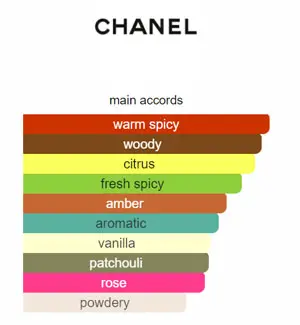 CHANEL
main accords
warm spicy
woody
citrus
fresh spicy
amber
aromatic
vanilla
patchouli
rose
powdery